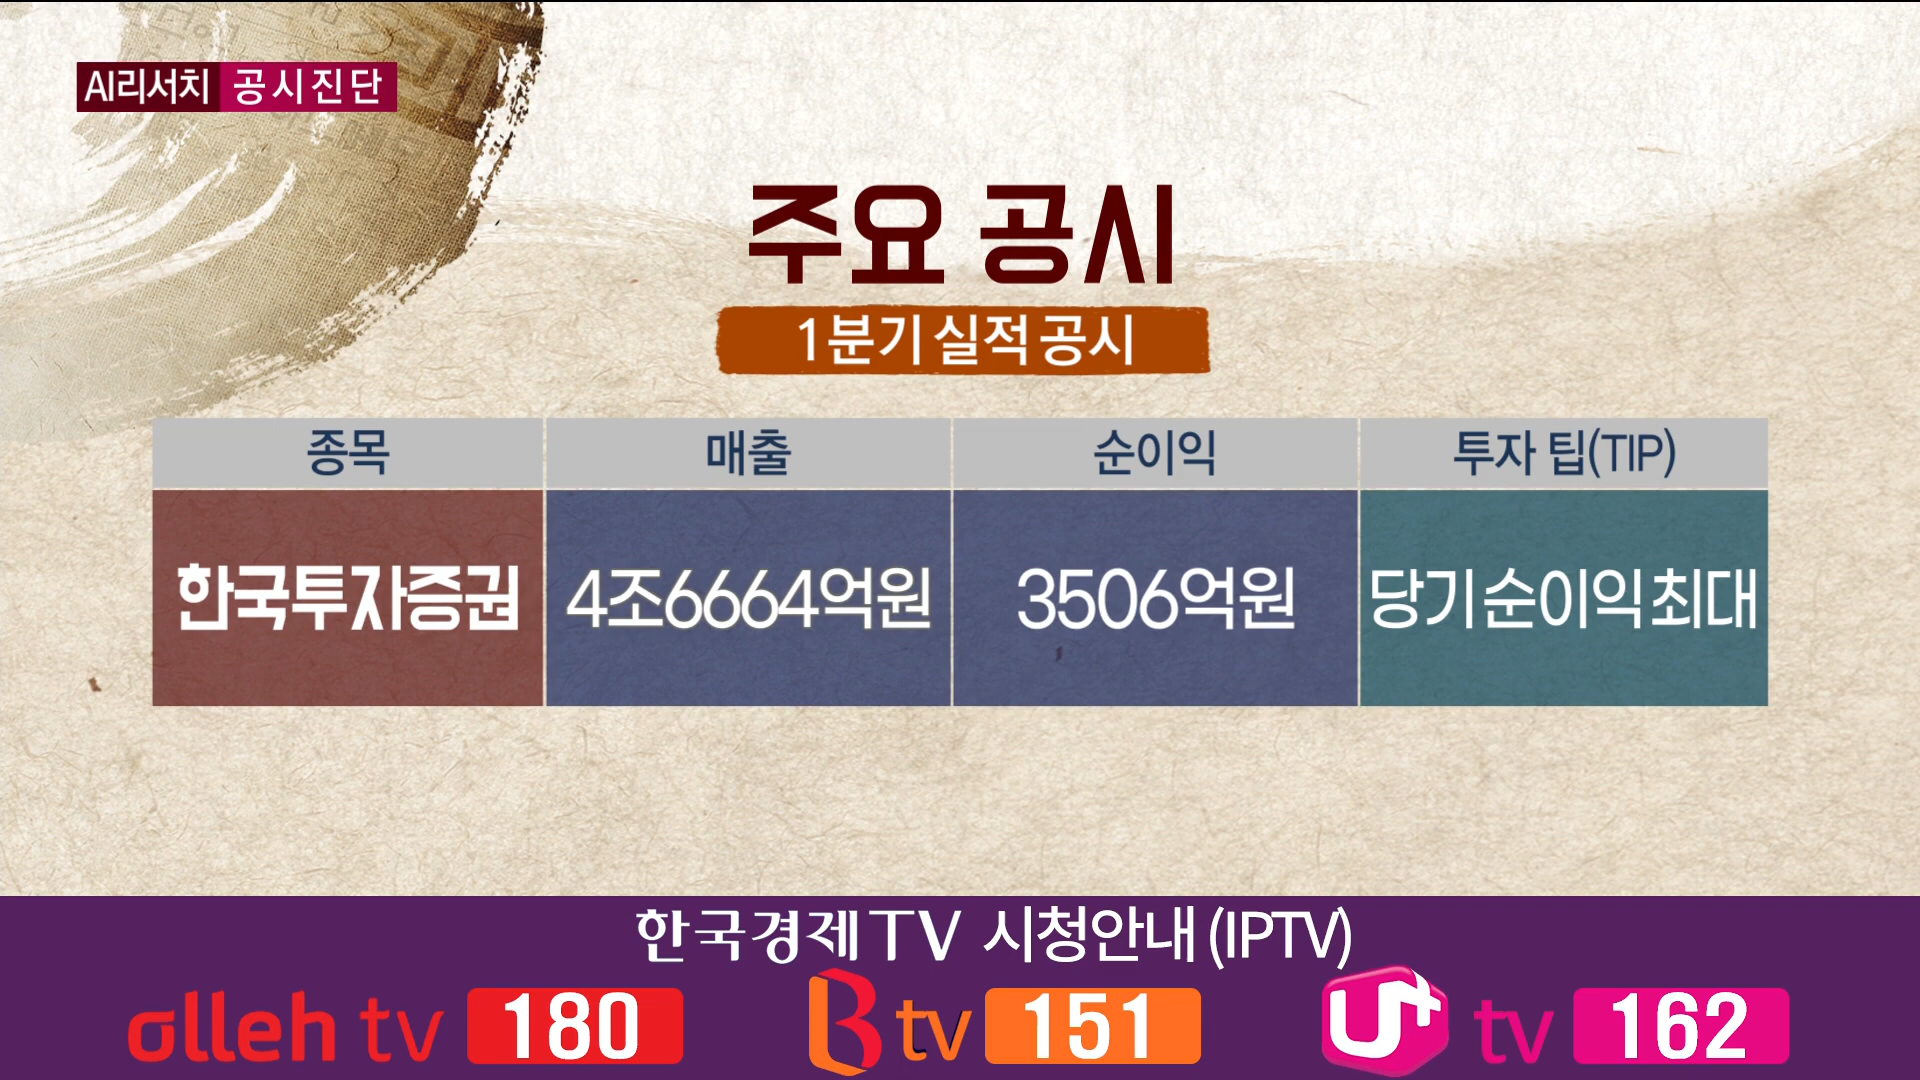 AI리서치 공시진단
주요 공시
1분기 실적 공시
종목 매출 순이익 투자 팁(TIP)
한국투자증권 4조6664억원 3506억원 당기순이익 최대
한국경제TV 시청안내 (IPTV)
olleh tv 180 B tv 151 U+ tv 162